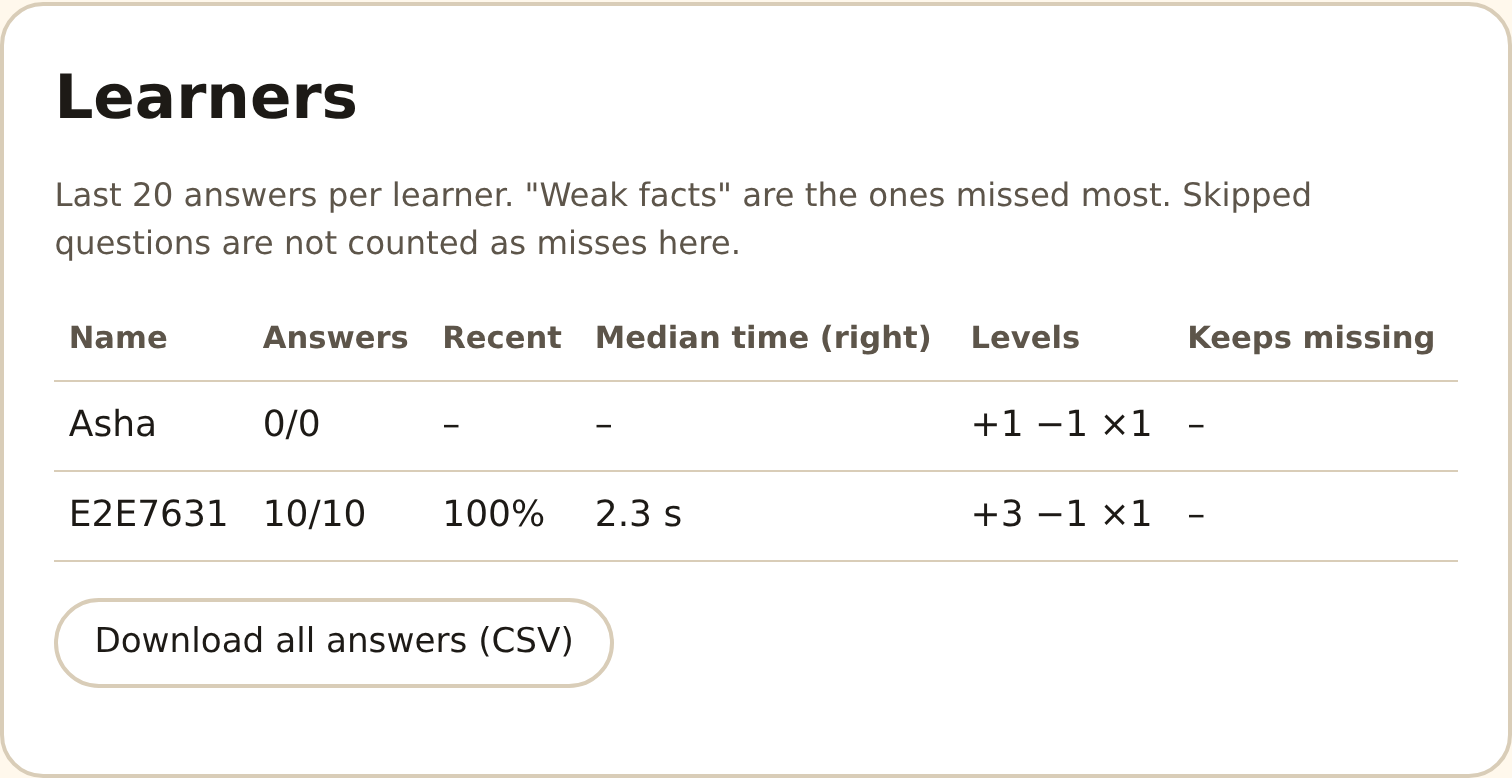 Learners
Last 20 answers per learner. "Weak facts" are the ones missed most. Skipped
questions are not counted as misses here.
Name Answers Recent Median time (right) Levels Keeps missing
Asha 0/0 – – +1 −1 ×1 –
E2E7631 10/10 100% 2.3 s +3 −1 ×1 –
Download all answers (CSV)